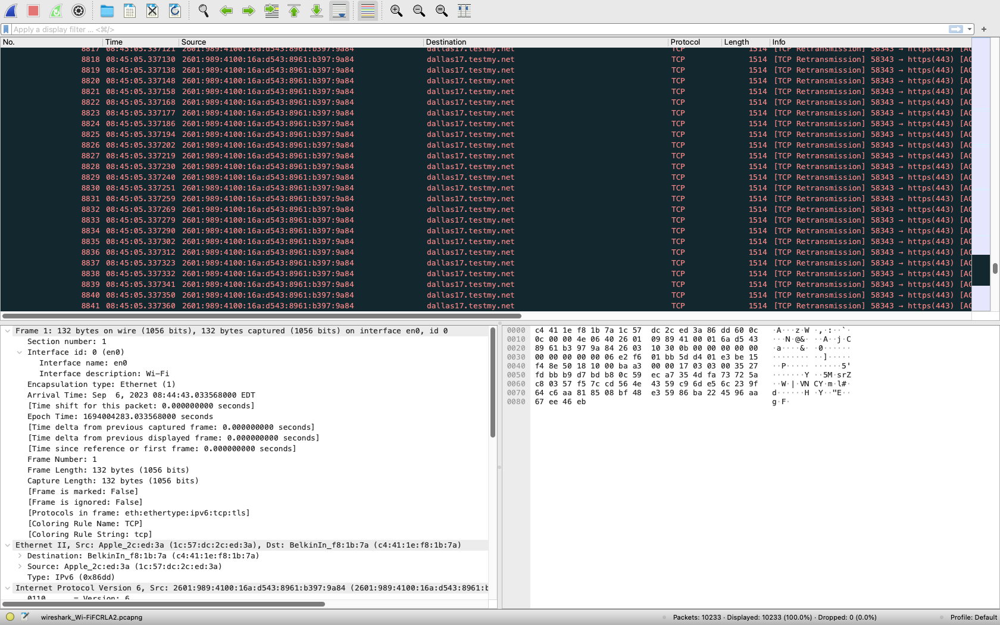 Apply a display filter ... <⌘/>
No. Time Source Destination Protocol Length Info
8817 08:45:05.337121 2601:989:4100:16a:d543:8961:b397:9a84 dallas17.testmy.net TCP 1514 [TCP Retransmission] 58343 → https(443) [AC
8818 08:45:05.337130 2601:989:4100:16a:d543:8961:b397:9a84 dallas17.testmy.net TCP 1514 [TCP Retransmission] 58343 → https(443) [AC
8819 08:45:05.337138 2601:989:4100:16a:d543:8961:b397:9a84 dallas17.testmy.net TCP 1514 [TCP Retransmission] 58343 → https(443) [AC
8820 08:45:05.337148 2601:989:4100:16a:d543:8961:b397:9a84 dallas17.testmy.net TCP 1514 [TCP Retransmission] 58343 → https(443) [AC
8821 08:45:05.337158 2601:989:4100:16a:d543:8961:b397:9a84 dallas17.testmy.net TCP 1514 [TCP Retransmission] 58343 → https(443) [AC
8822 08:45:05.337168 2601:989:4100:16a:d543:8961:b397:9a84 dallas17.testmy.net TCP 1514 [TCP Retransmission] 58343 → https(443) [AC
8823 08:45:05.337177 2601:989:4100:16a:d543:8961:b397:9a84 dallas17.testmy.net TCP 1514 [TCP Retransmission] 58343 → https(443) [AC
8824 08:45:05.337186 2601:989:4100:16a:d543:8961:b397:9a84 dallas17.testmy.net TCP 1514 [TCP Retransmission] 58343 → https(443) [AC
8825 08:45:05.337194 2601:989:4100:16a:d543:8961:b397:9a84 dallas17.testmy.net TCP 1514 [TCP Retransmission] 58343 → https(443) [AC
8826 08:45:05.337202 2601:989:4100:16a:d543:8961:b397:9a84 dallas17.testmy.net TCP 1514 [TCP Retransmission] 58343 → https(443) [AC
8827 08:45:05.337219 2601:989:4100:16a:d543:8961:b397:9a84 dallas17.testmy.net TCP 1514 [TCP Retransmission] 58343 → https(443) [AC
8828 08:45:05.337230 2601:989:4100:16a:d543:8961:b397:9a84 dallas17.testmy.net TCP 1514 [TCP Retransmission] 58343 → https(443) [AC
8829 08:45:05.337240 2601:989:4100:16a:d543:8961:b397:9a84 dallas17.testmy.net TCP 1514 [TCP Retransmission] 58343 → https(443) [AC
8830 08:45:05.337251 2601:989:4100:16a:d543:8961:b397:9a84 dallas17.testmy.net TCP 1514 [TCP Retransmission] 58343 → https(443) [AC
8831 08:45:05.337259 2601:989:4100:16a:d543:8961:b397:9a84 dallas17.testmy.net TCP 1514 [TCP Retransmission] 58343 → https(443) [AC
8832 08:45:05.337269 2601:989:4100:16a:d543:8961:b397:9a84 dallas17.testmy.net TCP 1514 [TCP Retransmission] 58343 → https(443) [AC
8833 08:45:05.337279 2601:989:4100:16a:d543:8961:b397:9a84 dallas17.testmy.net TCP 1514 [TCP Retransmission] 58343 → https(443) [AC
8834 08:45:05.337290 2601:989:4100:16a:d543:8961:b397:9a84 dallas17.testmy.net TCP 1514 [TCP Retransmission] 58343 → https(443) [AC
8835 08:45:05.337302 2601:989:4100:16a:d543:8961:b397:9a84 dallas17.testmy.net TCP 1514 [TCP Retransmission] 58343 → https(443) [AC
8836 08:45:05.337312 2601:989:4100:16a:d543:8961:b397:9a84 dallas17.testmy.net TCP 1514 [TCP Retransmission] 58343 → https(443) [AC
8837 08:45:05.337323 2601:989:4100:16a:d543:8961:b397:9a84 dallas17.testmy.net TCP 1514 [TCP Retransmission] 58343 → https(443) [AC
8838 08:45:05.337332 2601:989:4100:16a:d543:8961:b397:9a84 dallas17.testmy.net TCP 1514 [TCP Retransmission] 58343 → https(443) [AC
8839 08:45:05.337341 2601:989:4100:16a:d543:8961:b397:9a84 dallas17.testmy.net TCP 1514 [TCP Retransmission] 58343 → https(443) [AC
8840 08:45:05.337350 2601:989:4100:16a:d543:8961:b397:9a84 dallas17.testmy.net TCP 1514 [TCP Retransmission] 58343 → https(443) [AC
8841 08:45:05.337360 2601:989:4100:16a:d543:8961:b397:9a84 dallas17.testmy.net TCP 1514 [TCP Retransmission] 58343 → https(443) [AC
Frame 1: 132 bytes on wire (1056 bits), 132 bytes captured (1056 bits) on interface en0, id 0
Section number: 1
Interface id: 0 (en0)
Interface name: en0
Interface description: Wi-Fi
Encapsulation type: Ethernet (1)
Arrival Time: Sep  6, 2023 08:44:43.033568000 EDT
[Time shift for this packet: 0.000000000 seconds]
Epoch Time: 1694004283.033568000 seconds
[Time delta from previous captured frame: 0.000000000 seconds]
[Time delta from previous displayed frame: 0.000000000 seconds]
[Time since reference or first frame: 0.000000000 seconds]
Frame Number: 1
Frame Length: 132 bytes (1056 bits)
Capture Length: 132 bytes (1056 bits)
[Frame is marked: False]
[Frame is ignored: False]
[Protocols in frame: eth:ethertype:ipv6:tcp:tls]
[Coloring Rule Name: TCP]
[Coloring Rule String: tcp]
Ethernet II, Src: Apple_2c:ed:3a (1c:57:dc:2c:ed:3a), Dst: BelkinIn_f8:1b:7a (c4:41:1e:f8:1b:7a)
Destination: BelkinIn_f8:1b:7a (c4:41:1e:f8:1b:7a)
Source: Apple_2c:ed:3a (1c:57:dc:2c:ed:3a)
Type: IPv6 (0x86dd)
Internet Protocol Version 6, Src: 2601:989:4100:16a:d543:8961:b397:9a84 (2601:989:4100:16a:d543:8961:b
0110 .... = Version: 6
0000 c4 41 1e f8 1b 7a 1c 57 dc 2c ed 3a 86 dd 60 0c ·A···z·W ·,·:··`·
0010 0c 00 00 4e 06 40 26 01 09 89 41 00 01 6a d5 43 ···N·@&· ··A··j·C
0020 89 61 b3 97 9a 84 26 03 10 30 0b 00 00 00 00 00 ·a····&· ·0······
0030 00 00 00 00 00 06 e2 f6 01 bb 5d d4 01 e3 be 15 ········ ··]·····
0040 f4 8e 50 18 10 00 ba a3 00 00 17 03 03 00 35 27 ··P····· ······5'
0050 fd bb b9 d7 bd b8 0c 59 ec a7 35 4d fa 73 72 5a ·······Y ··5M·srZ
0060 c8 03 57 f5 7c cd 56 4e 43 59 c9 6d e5 6c 23 9f ··W·|·VN CY·m·l#·
0070 64 c6 aa 81 85 08 bf 48 e3 59 86 ba 22 45 96 aa d······H ·Y··"E··
0080 67 ee 46 eb g·F·
wireshark_Wi-FiFCRLA2.pcapng
Packets: 10233 · Displayed: 10233 (100.0%) · Dropped: 0 (0.0%)
Profile: Default